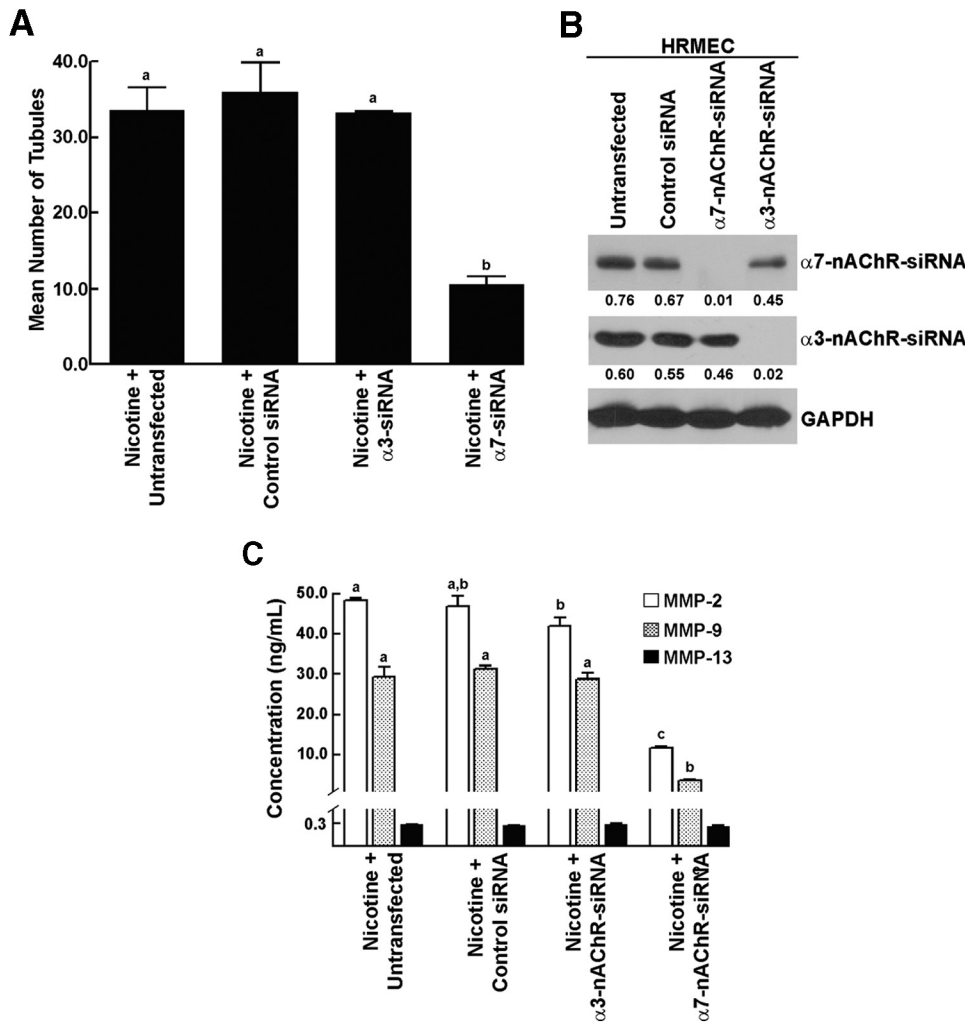 A
Mean Number of Tubules
40.0
30.0
20.0
10.0
0.0
a
a
a
b
Nicotine +
Untransfected
Nicotine +
Control siRNA
Nicotine +
α3-siRNA
Nicotine +
α7-siRNA
B
HRMEC
Untransfected
Control siRNA
α7-nAChR-siRNA
α3-nAChR-siRNA
α7-nAChR-siRNA
0.76 0.67 0.01 0.45
α3-nAChR-siRNA
0.60 0.55 0.46 0.02
GAPDH
C
Concentration (ng/mL)
50.0
40.0
30.0
20.0
10.0
0.3
a
a
a,b
a
b
a
c
b
MMP-2
MMP-9
MMP-13
Nicotine +
Untransfected
Nicotine +
Control siRNA
Nicotine +
α3-nAChR-siRNA
Nicotine +
α7-nAChR-siRNA